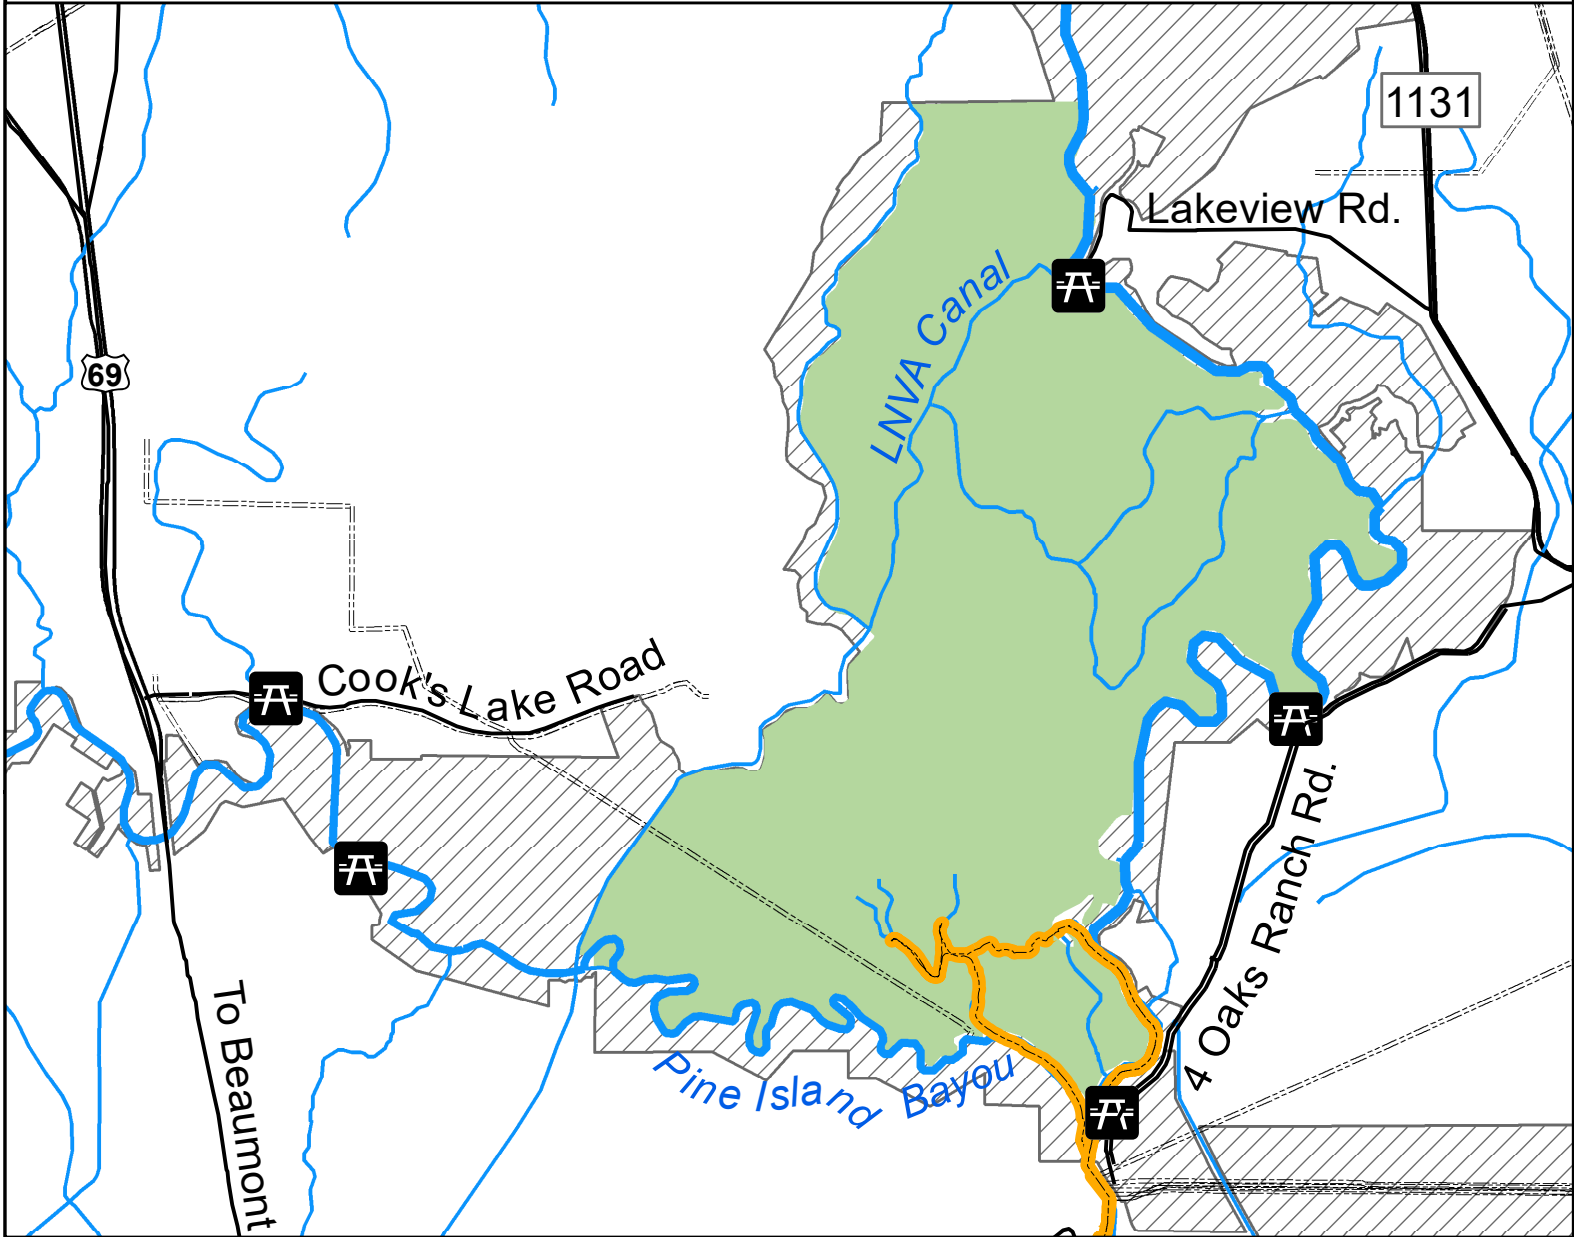 1131
Lakeview Rd.
LNVA Canal
69
Cook's Lake Road
4 Oaks Ranch Rd.
To Beaumont
Pine Island Bayou